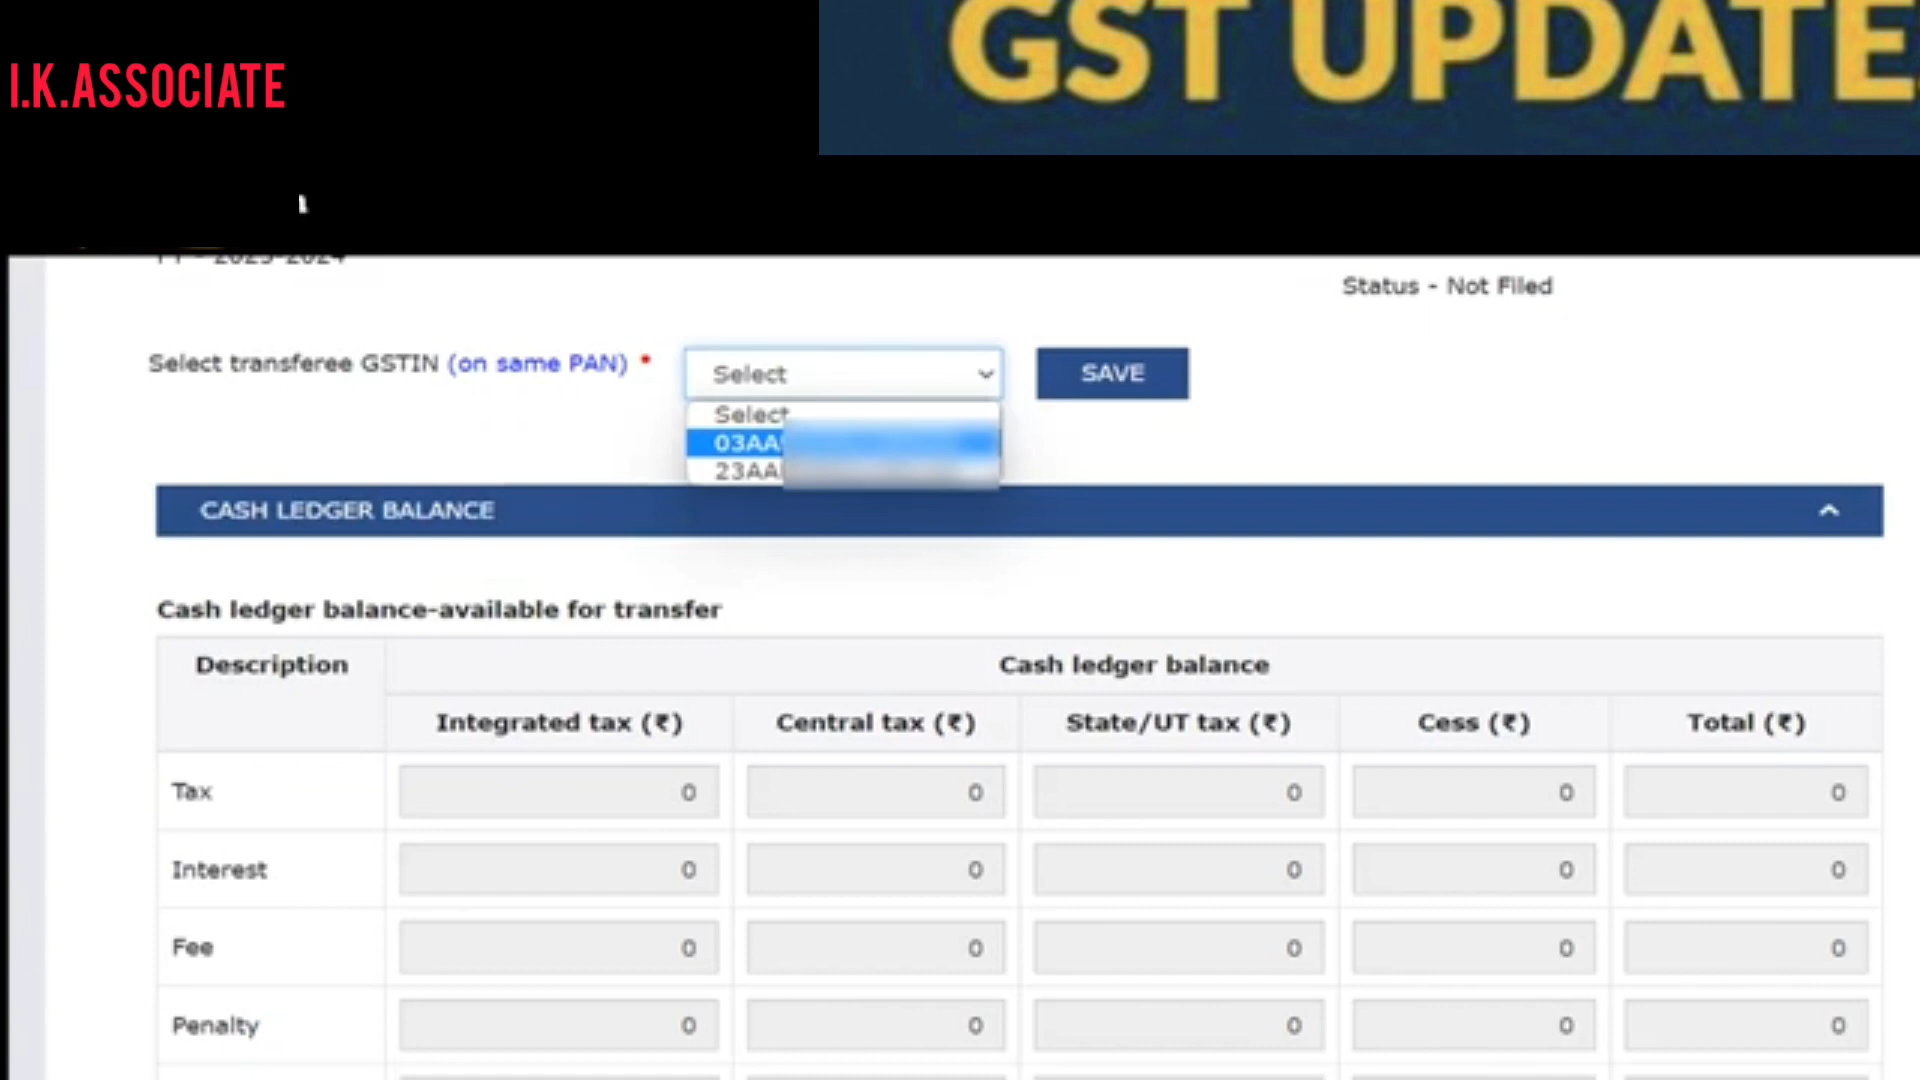 GST UPDATE
I.K.ASSOCIATE
FY - 2023-2024
Status - Not Filed
Select transferee GSTIN (on same PAN) *
Select
SAVE
Select
03AA
23AA
CASH LEDGER BALANCE
Cash ledger balance-available for transfer
Description
Cash ledger balance
Integrated tax (₹) Central tax (₹) State/UT tax (₹) Cess (₹) Total (₹)
Tax 0 0 0 0 0
Interest 0 0 0 0 0
Fee 0 0 0 0 0
Penalty 0 0 0 0 0